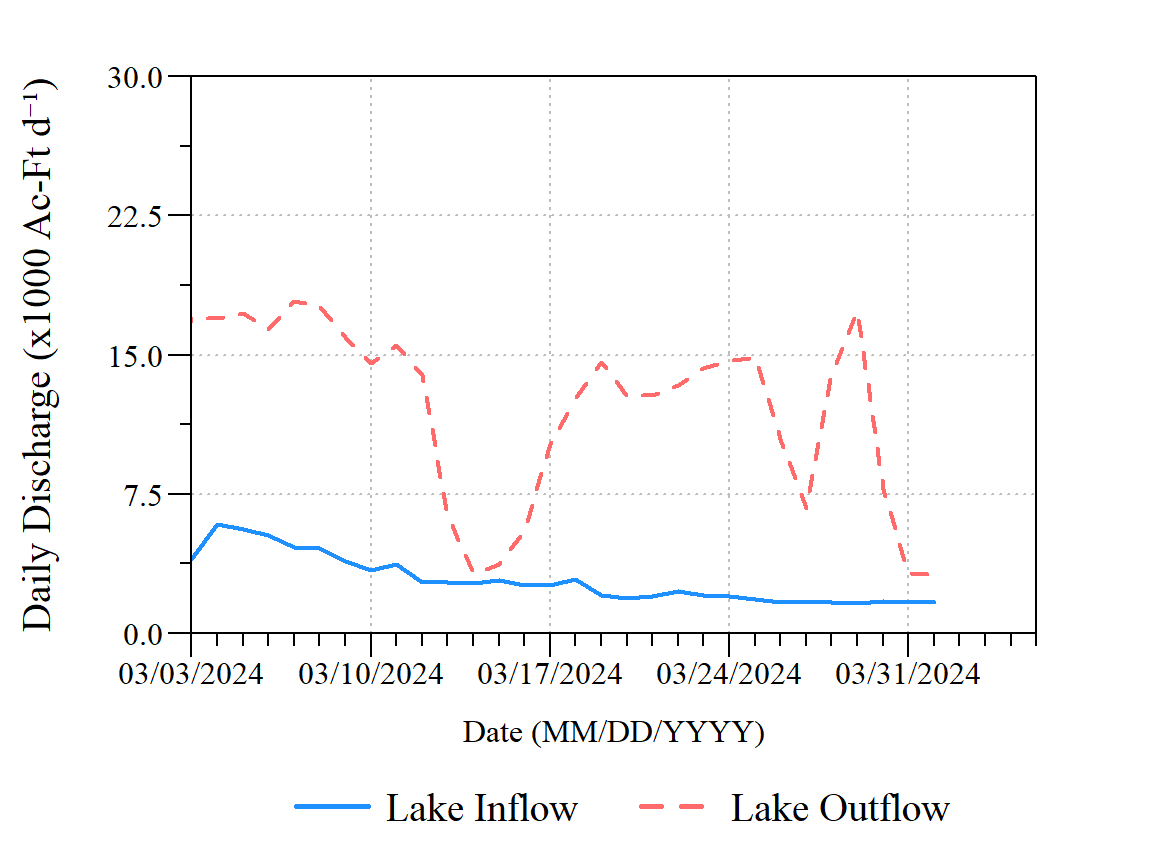 Daily Discharge (x1000 Ac-Ft d⁻¹)
30.0
22.5
15.0
7.5
0.0
03/03/2024 03/10/2024 03/17/2024 03/24/2024 03/31/2024
Date (MM/DD/YYYY)
Lake Inflow Lake Outflow